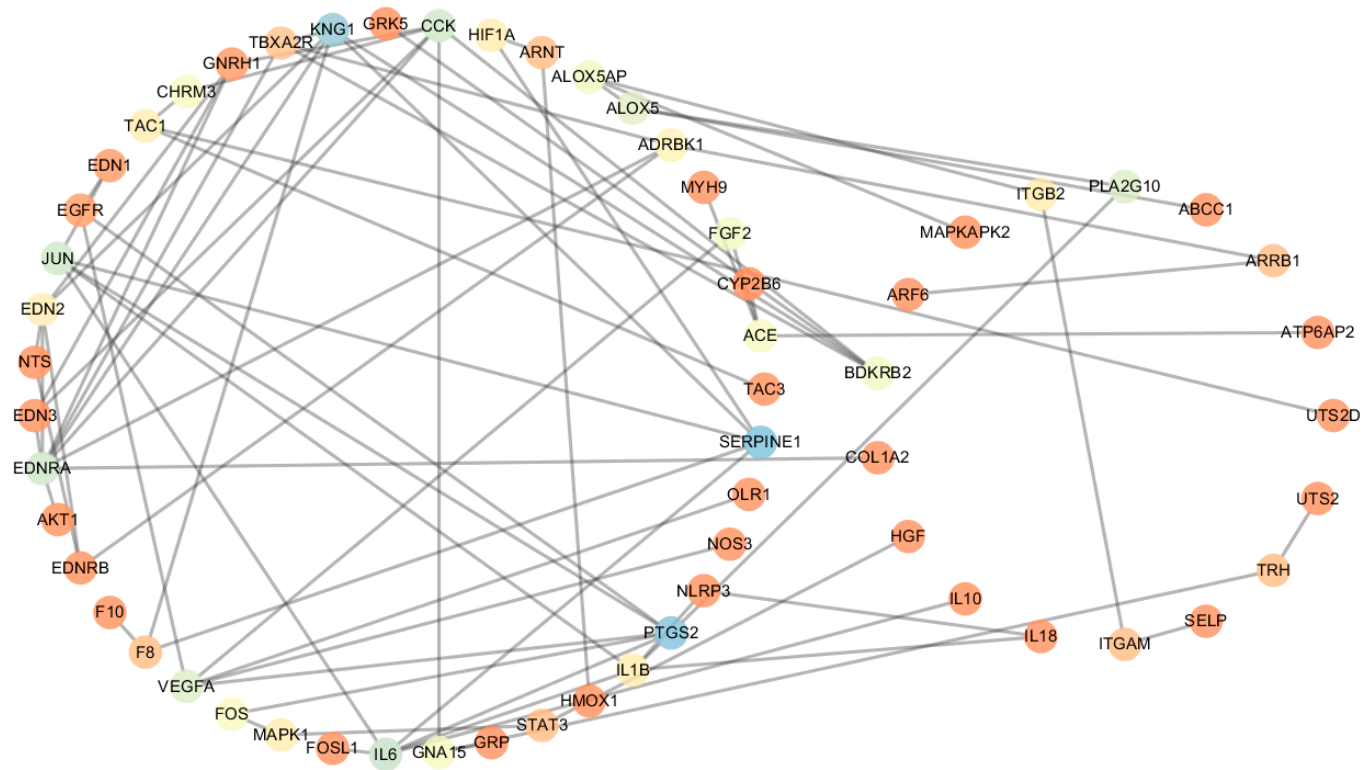 KNG1
GRK5
CCK
HIF1A
TBXA2R
ARNT
GNRH1
ALOX5AP
CHRM3
ALOX5
TAC1
ADRBK1
EDN1
MYH9
ITGB2
PLA2G10
EGFR
ABCC1
FGF2
MAPKAPK2
JUN
ARRB1
CYP2B6
ARF6
EDN2
ACE
ATP6AP2
NTS
BDKRB2
TAC3
EDN3
UTS2D
SERPINE1
COL1A2
EDNRA
OLR1
UTS2
AKT1
NOS3
HGF
EDNRB
TRH
NLRP3
IL10
F10
PTGS2
IL18
SELP
ITGAM
F8
IL1B
VEGFA
HMOX1
FOS
STAT3
MAPK1
FOSL1
IL6
GNA15
GRP